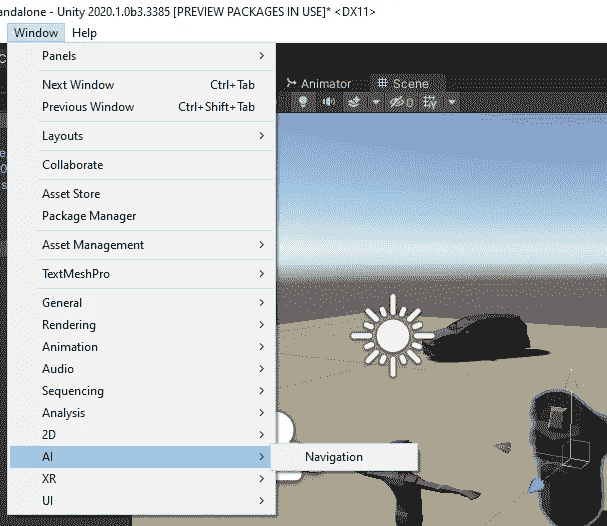 andalone - Unity 2020.1.0b3.3385 [PREVIEW PACKAGES IN USE]* <DX11>
Window Help
Panels
Next Window Ctrl+Tab
Previous Window Ctrl+Shift+Tab
Layouts
Collaborate
Asset Store
Package Manager
Asset Management
TextMeshPro
General
Rendering
Animation
Audio
Sequencing
Analysis
2D
AI
XR
UI
Navigation
Animator
Scene
0